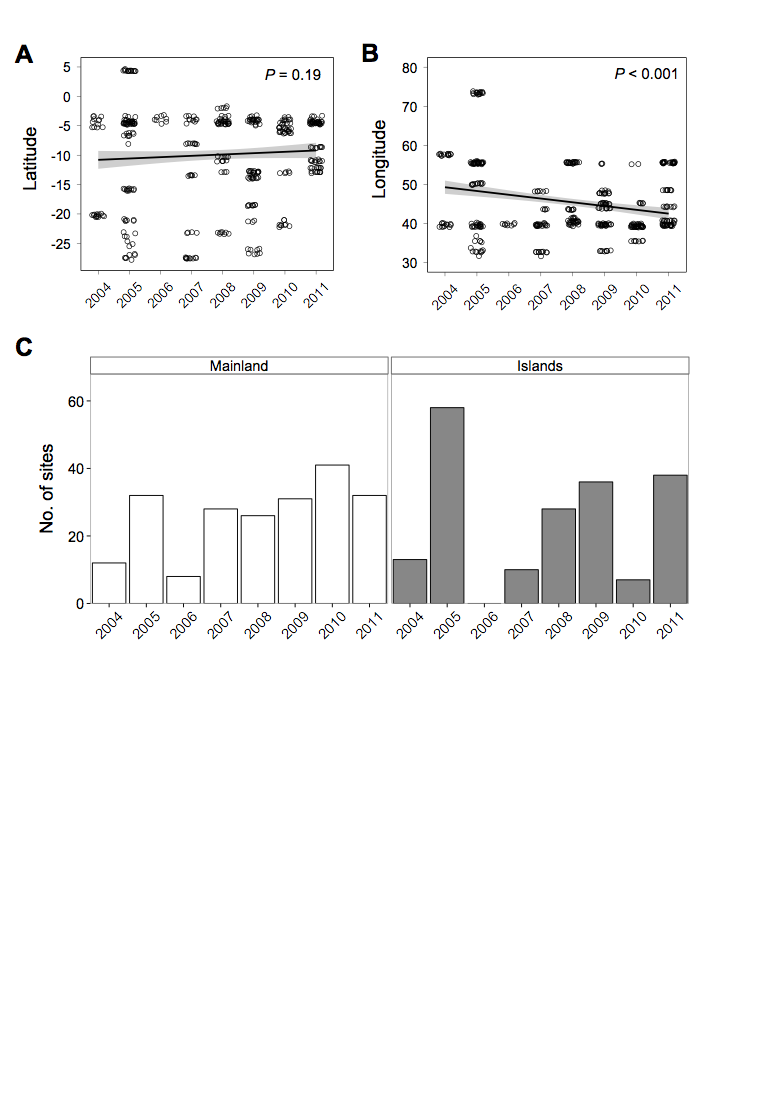 A
B
P = 0.19
P < 0.001
Latitude
5
0
-5
-10
-15
-20
-25
2004 2005 2006 2007 2008 2009 2010 2011
Longitude
80
70
60
50
40
30
2004 2005 2006 2007 2008 2009 2010 2011
C
Mainland
Islands
No. of sites
60
40
20
0
2004 2005 2006 2007 2008 2009 2010 2011
2004 2005 2006 2007 2008 2009 2010 2011